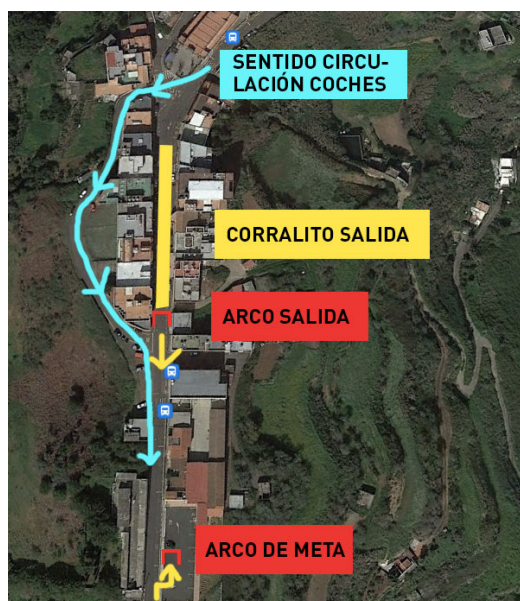 SENTIDO CIRCU-
LACIÓN COCHES
CORRALITO SALIDA
ARCO SALIDA
ARCO DE META